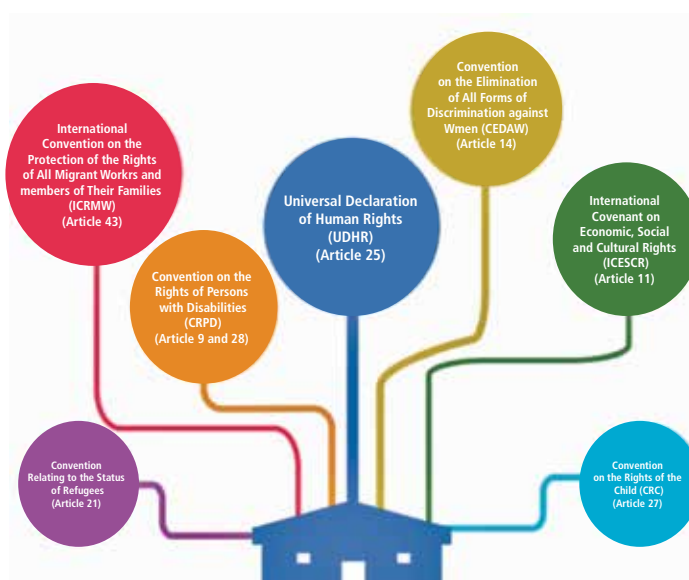 International
Convention on the
Protection of the Rights
of All Migrant Workrs and
members of Their Families
(ICRMW)
(Article 43)
Convention on the
Rights of Persons
with Disabilities
(CRPD)
(Article 9 and 28)
Universal Declaration
of Human Rights
(UDHR)
(Article 25)
Convention
on the Elimination
of All Forms of
Discrimination against
Wmen (CEDAW)
(Article 14)
International
Covenant on
Economic, Social
and Cultural Rights
(ICESCR)
(Article 11)
Convention
Relating to the Status
of Refugees
(Article 21)
Convention
on the Rights of the
Child (CRC)
(Article 27)